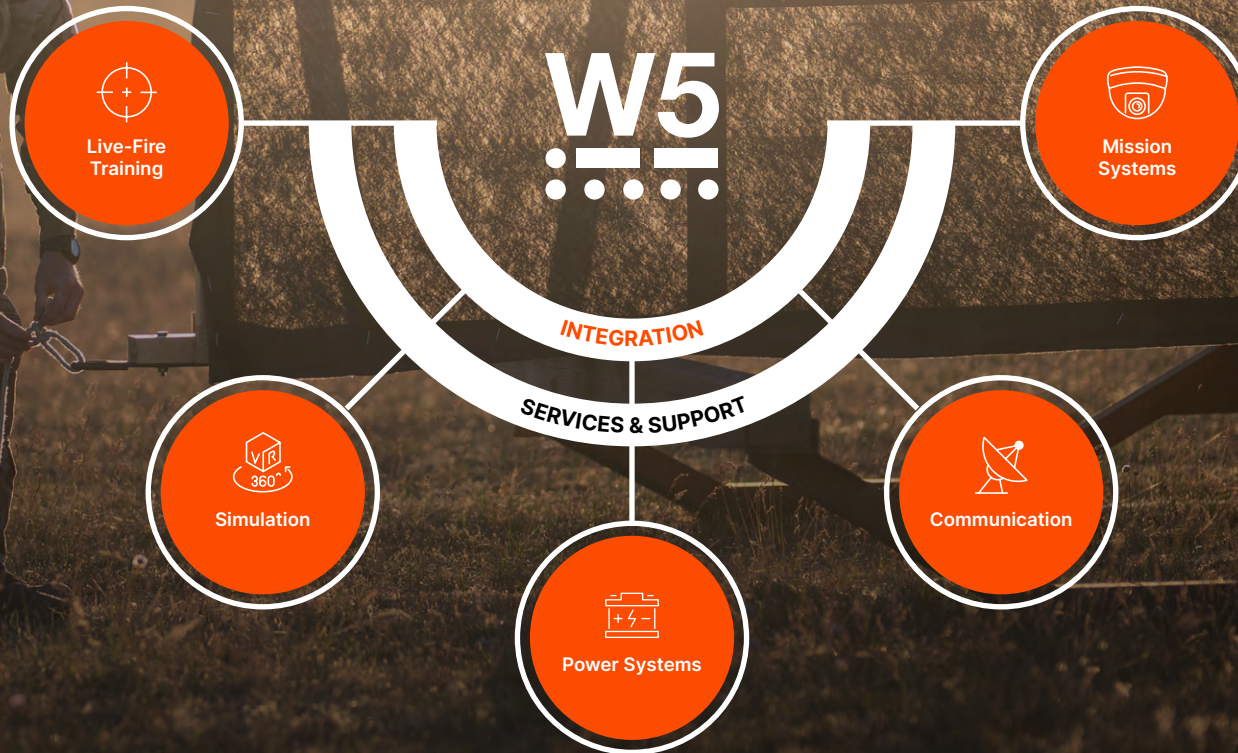 W5
Live-Fire
Training
Mission
Systems
INTEGRATION
SERVICES & SUPPORT
VR
360°
Simulation
Communication
Power Systems